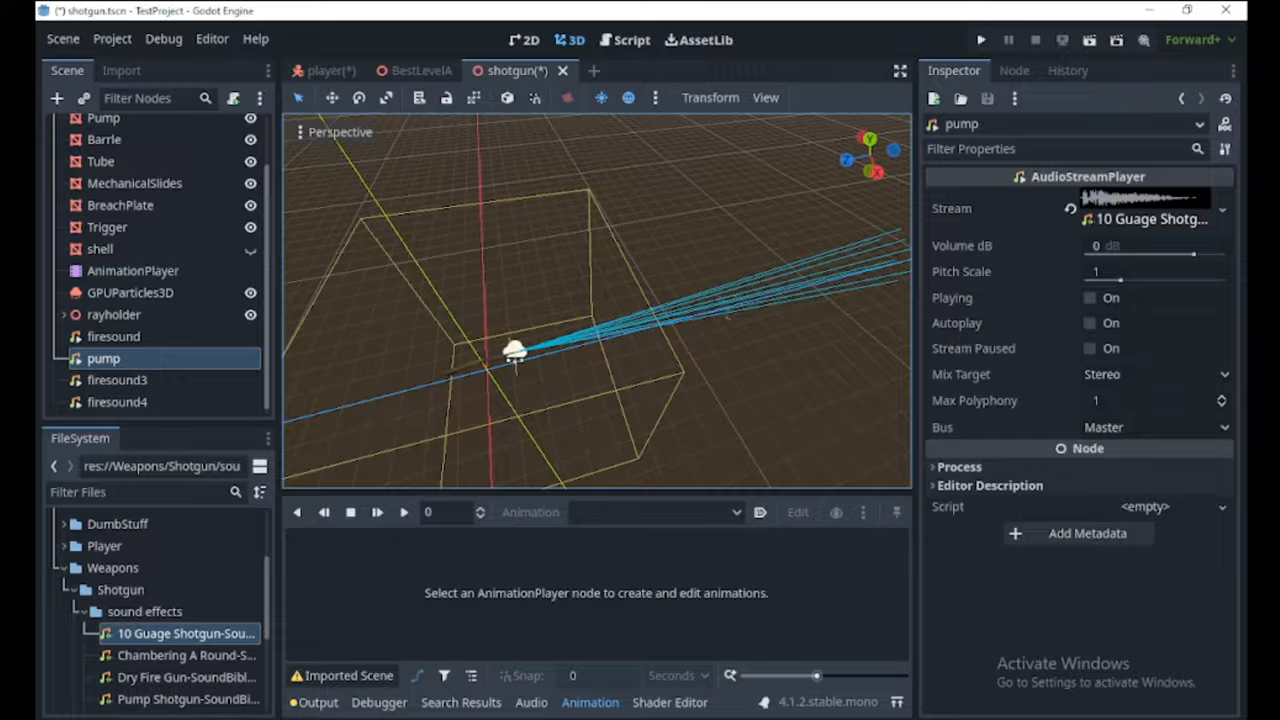 (*) shotgun.tscn - TestProject - Godot Engine
Scene Project Debug Editor Help
2D 3D Script AssetLib
Forward+
Scene Import
player(*) BestLevelA shotgun(*)
Inspector Node History
Filter Nodes
Transform View
Perspective
Pump
Barrle
Tube
MechanicalSlides
BreachPlate
Trigger
shell
AnimationPlayer
GPUParticles3D
rayholder
firesound
pump
firesound3
firesound4
FileSystem
res://Weapons/Shotgun/sou
Filter Files
DumbStuff
Player
Weapons
Shotgun
sound effects
10 Guage Shotgun-Sou...
Chambering A Round-S...
Dry Fire Gun-SoundBibl...
Pump Shotgun-SoundBi...
0 Animation Edit
Select an AnimationPlayer node to create and edit animations.
Imported Scene Snap: 0 Seconds
Output Debugger Search Results Audio Animation Shader Editor 4.1.2.stable.mono
pump
Filter Properties
AudioStreamPlayer
Stream 10 Guage Shotg...
Volume dB 0 dB
Pitch Scale 1
Playing On
Autoplay On
Stream Paused On
Mix Target Stereo
Max Polyphony 1
Bus Master
Node
Process
Editor Description
Script <empty>
Add Metadata
Activate Windows
Go to Settings to activate Windows.